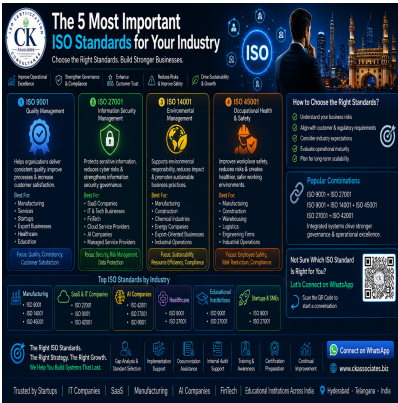 LAW CERTIFICATION
CK
Associates
CONSULTANCY
The 5 Most Important
ISO Standards for Your Industry
Choose the Right Standards. Build Stronger Businesses.
Improve Operational
Excellence
Strengthen Governance
& Compliance
Enhance
Customer Trust
Reduce Risks
& Improve Safety
Drive Sustainability
& Growth
ISO
1 ISO 9001
Quality Management
Helps organizations deliver
consistent quality, improve
processes & increase
customer satisfaction.
Best For:
• Manufacturing
• Services
• Startups
• Expert Businesses
• Healthcare
• Education
Focus: Quality, Consistency,
Customer Satisfaction
2 ISO 27001
Information Security
Management
Protects sensitive information,
reduces cyber risks &
strengthens information
security governance.
Best For:
• SaaS Companies
• IT & Tech Businesses
• FinTech
• Cloud Service Providers
• AI Companies
• Managed Service Providers
Focus: Security, Risk Management,
Data Protection
3 ISO 14001
Environmental
Management
Supports environmental
responsibility, reduces impact
& promotes sustainable
business practices.
Best For:
• Manufacturing
• Construction
• Chemical Industries
• Energy Companies
• Export-Oriented Businesses
• Industrial Operations
Focus: Sustainability,
Resource Efficiency, Compliance
4 ISO 45001
Occupational Health
& Safety
Improves workplace safety,
reduces risks & creates
healthier, safer working
environments.
Best For:
• Manufacturing
• Construction
• Warehousing
• Logistics
• Engineering Firms
• Industrial Operations
Focus: Employee Safety,
Risk Reduction, Compliance
How to Choose the Right Standards?
Understand your business risks
Align with customer & regulatory requirements
Consider industry expectations
Evaluate operational maturity
Plan for long-term scalability
Popular Combinations
ISO 9001 + ISO 27001
ISO 9001 + ISO 14001 + ISO 45001
ISO 27001 + ISO 42001
Integrated systems drive stronger
governance & operational excellence.
Not Sure Which ISO Standard
Is Right for You?
Let's Connect on WhatsApp
Scan the QR Code to
start a conversation
Top ISO Standards by Industry
Manufacturing
• ISO 9001
• ISO 14001
• ISO 45001
SaaS & IT Companies
• ISO 27001
• ISO 9001
• ISO 42001
AI Companies
• ISO 42001
• ISO 27001
• ISO 9001
Healthcare
• ISO 9001
• ISO 27001
Educational
Institutions
• ISO 9001
• ISO 27001
Startups & SMEs
• ISO 9001
• ISO 27001
The Right ISO Standards.
The Right Strategy. The Right Growth.
We Help You Build Systems That Last.
Gap Analysis &
Standard Selection
Implementation
Support
Documentation
Assistance
Internal Audit
Support
Training &
Awareness
Certification
Preparation
Continual
Improvement
Connect on WhatsApp
www.ckassociates.biz
Trusted by Startups | IT Companies | SaaS | Manufacturing | AI Companies | FinTech | Educational Institutions Across India
Hyderabad - Telangana - India